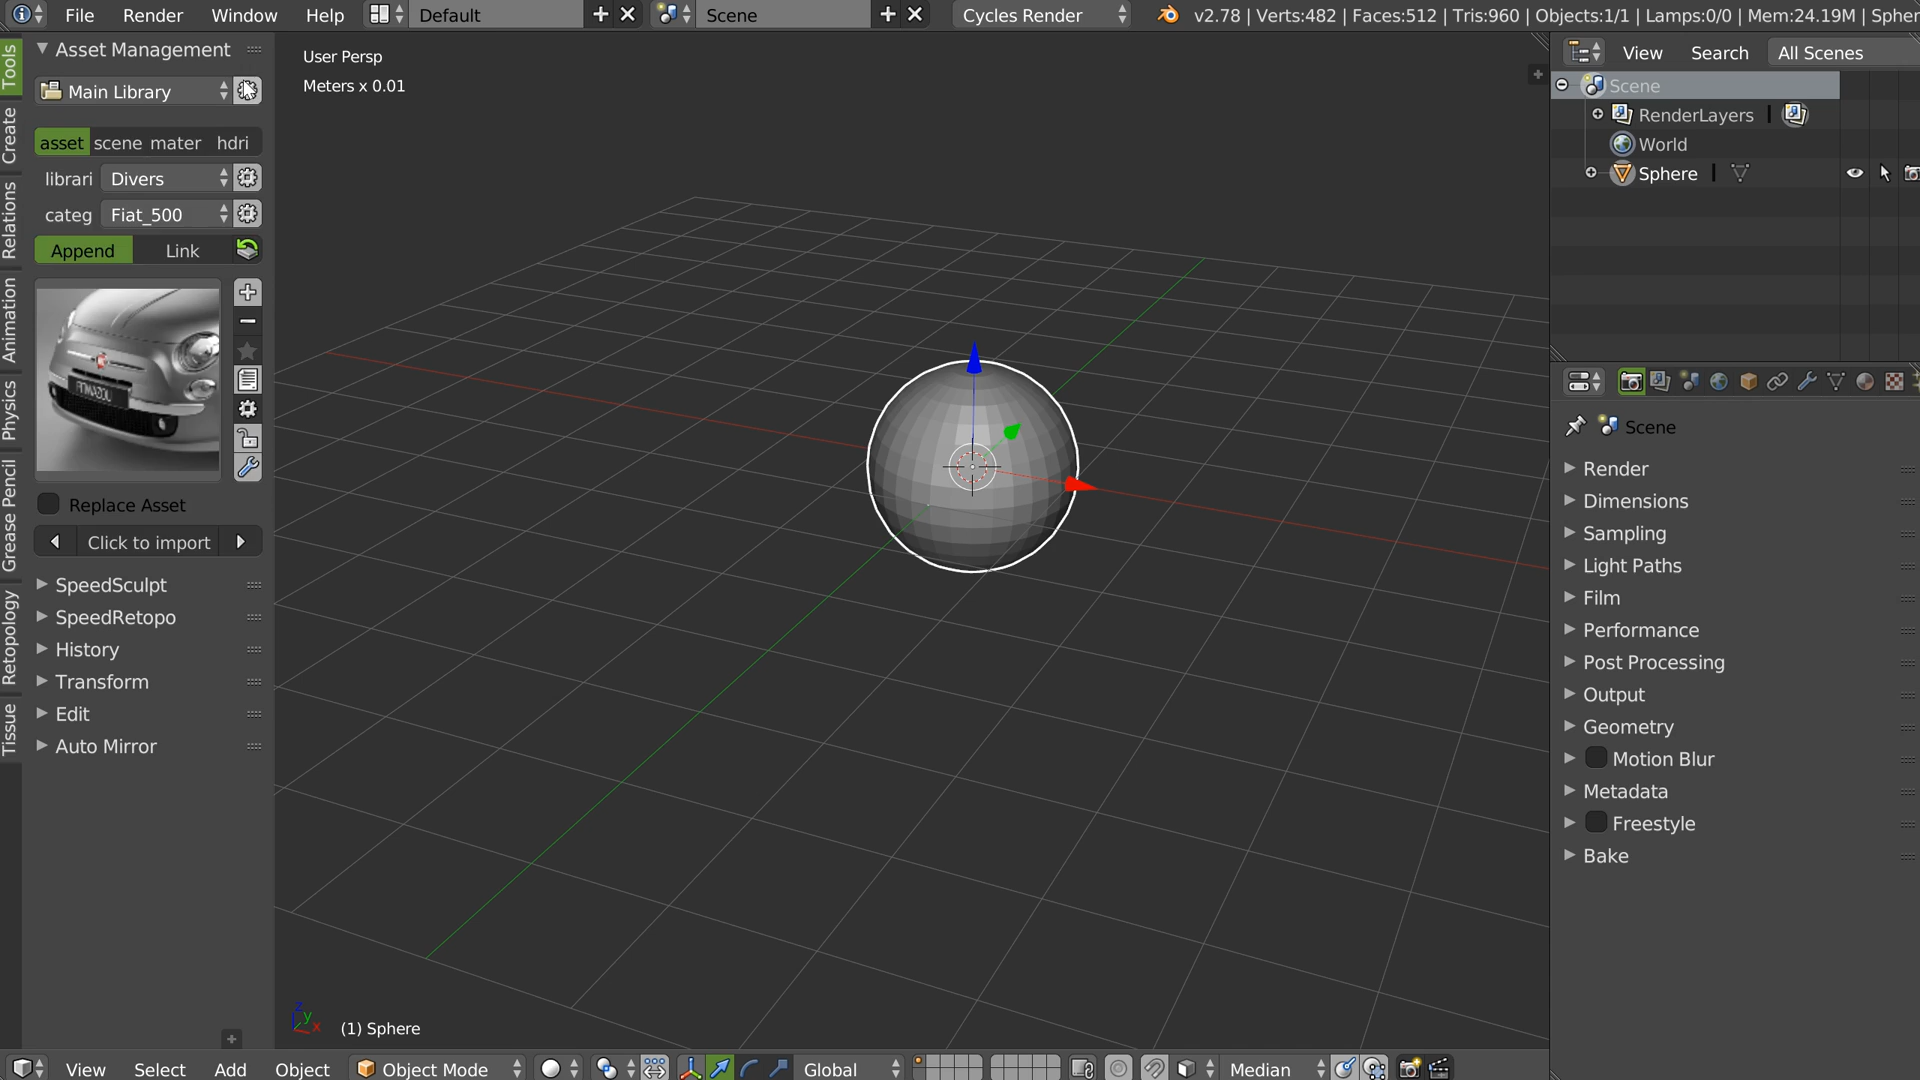 File Render Window Help Default Scene Cycles Render v2.78 | Verts:482 | Faces:512 | Tris:960 | Objects:1/1 | Lamps:0/0 | Mem:24.19M | Spher
Tools
Create
Relations
Animation
Physics
Grease Pencil
Retopology
Tissue
Asset Management
Main Library
asset scene mater hdri
librari Divers
categ Fiat_500
Append Link
Replace Asset
Click to import
SpeedSculpt
SpeedRetopo
History
Transform
Edit
Auto Mirror
User Persp
Meters x 0.01
z
y
x
(1) Sphere
View Select Add Object Object Mode Global Median
View Search All Scenes
Scene
RenderLayers |
World
Sphere |
Scene
Render
Dimensions
Sampling
Light Paths
Film
Performance
Post Processing
Output
Geometry
Motion Blur
Metadata
Freestyle
Bake